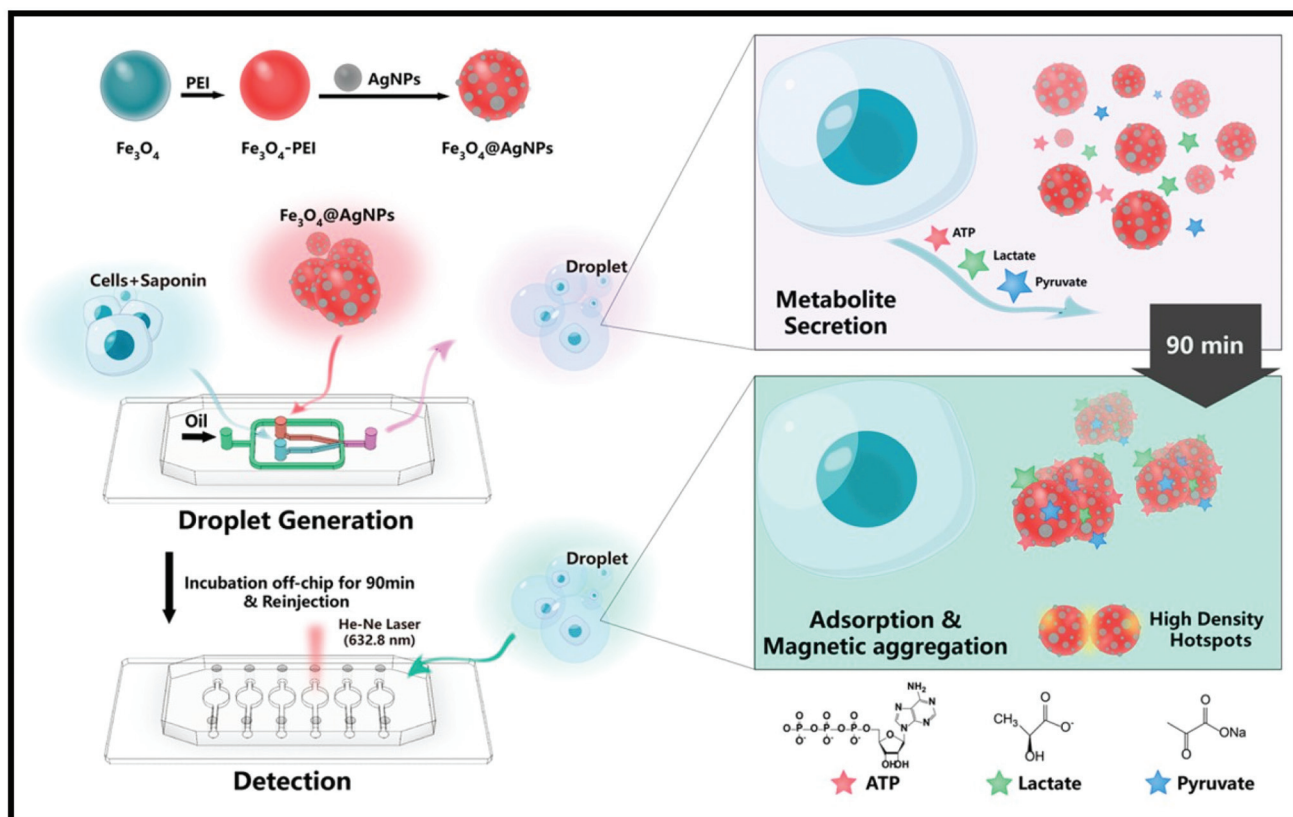 PEI
AgNPs
Fe₃O₄
Fe₃O₄-PEI
Fe₃O₄@AgNPs
Fe₃O₄@AgNPs
Cells+Saponin
Droplet
Oil
Droplet Generation
Incubation off-chip for 90min
& Reinjection
He-Ne Laser
(632.8 nm)
Droplet
Detection
ATP
Lactate
Pyruvate
Metabolite
Secretion
90 min
Adsorption &
Magnetic aggregation
High Density
Hotspots
NH₂
N
N
N
N
O
O
O
⁻O-P-O-P-O-P-O
O⁻
O⁻
O⁻
O
OHOH
ATP
O
CH₃
O⁻
OH
Lactate
O
ONa
O
Pyruvate